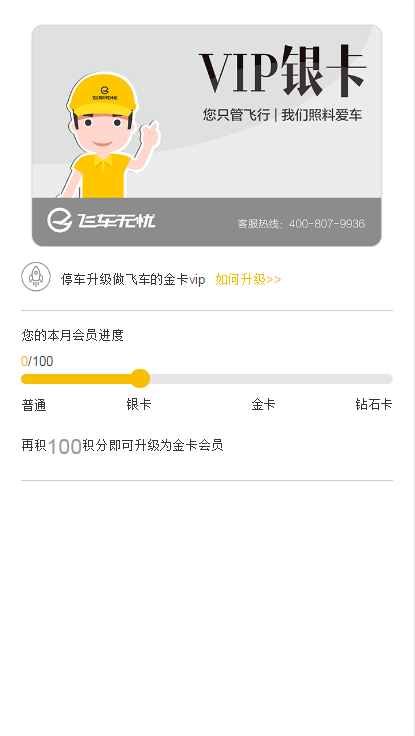 VIP银卡
您只管飞行 | 我们照料爱车
飞车无忧
飞车无忧
客服热线：400-807-9936
停车升级做飞车的金卡vip 如何升级>>
您的本月会员进度
0/100
普通 银卡 金卡 钻石卡
再积100积分即可升级为金卡会员